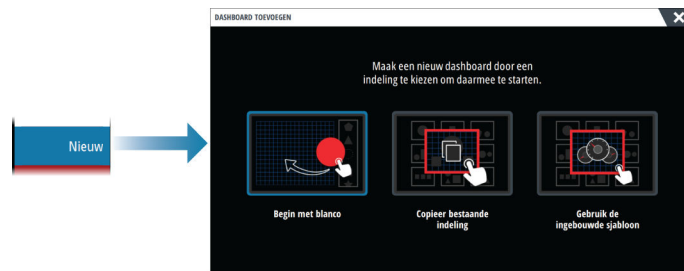 DASHBOARD TOEVOEGEN
Maak een nieuw dashboard door een
indeling te kiezen om daarmee te starten.
Nieuw
Begin met blanco
Copieer bestaande
indeling
Gebruik de
ingebouwde sjabloon